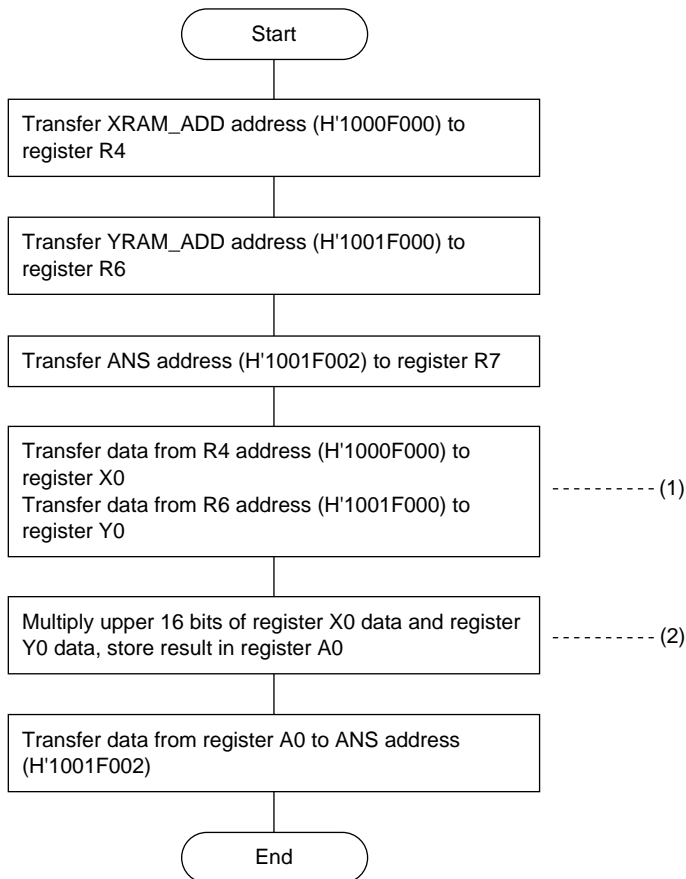 Start
Transfer XRAM_ADD address (H'1000F000) to
register R4
Transfer YRAM_ADD address (H'1001F000) to
register R6
Transfer ANS address (H'1001F002) to register R7
Transfer data from R4 address (H'1000F000) to
register X0
Transfer data from R6 address (H'1001F000) to
register Y0
(1)
Multiply upper 16 bits of register X0 data and register
Y0 data, store result in register A0
(2)
Transfer data from register A0 to ANS address
(H'1001F002)
End